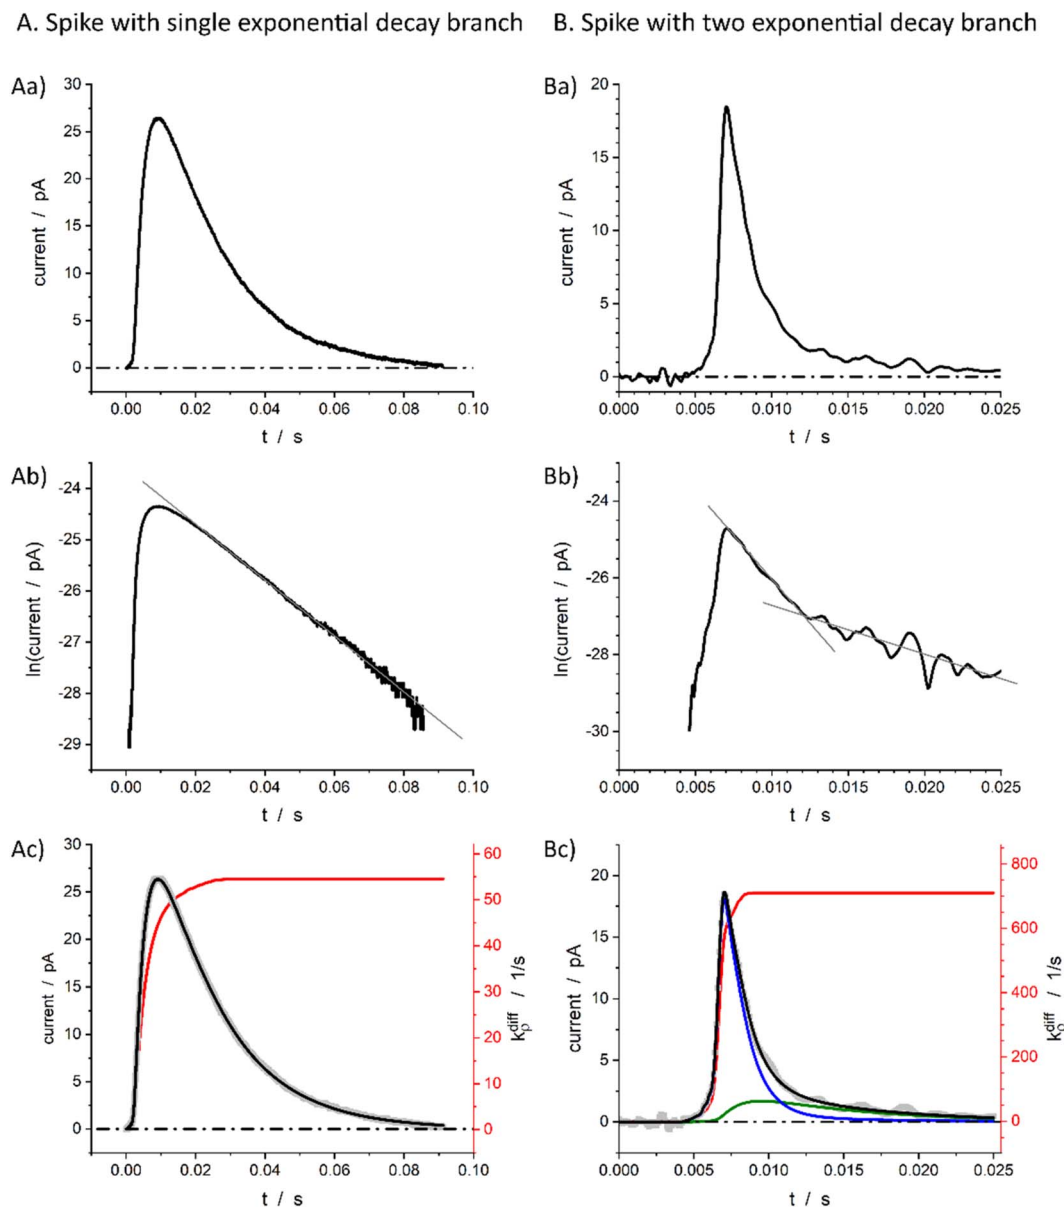 A. Spike with single exponential decay branch
B. Spike with two exponential decay branch
Aa)
30
25
20
15
10
5
0
current / pA
0.00 0.02 0.04 0.06 0.08 0.10
t / s
Ba)
20
15
10
5
0
current / pA
0.000 0.005 0.010 0.015 0.020 0.025
t / s
Ab)
-24
-25
-26
-27
-28
-29
ln(current / pA)
0.00 0.02 0.04 0.06 0.08 0.10
t / s
Bb)
-24
-26
-28
-30
ln(current / pA)
0.000 0.005 0.010 0.015 0.020 0.025
t / s
Ac)
30
25
20
15
10
5
0
current / pA
60
50
40
30
20
10
0
k_ρ^diff / 1/s
0.00 0.02 0.04 0.06 0.08 0.10
t / s
Bc)
20
15
10
5
0
current / pA
800
600
400
200
0
k_ρ^diff / 1/s
0.000 0.005 0.010 0.015 0.020 0.025
t / s